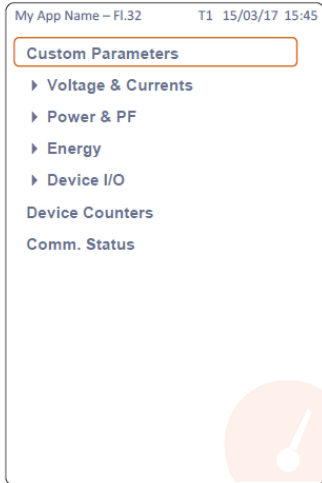 My App Name – Fl.32 T1 15/03/17 15:45
Custom Parameters
Voltage & Currents
Power & PF
Energy
Device I/O
Device Counters
Comm. Status